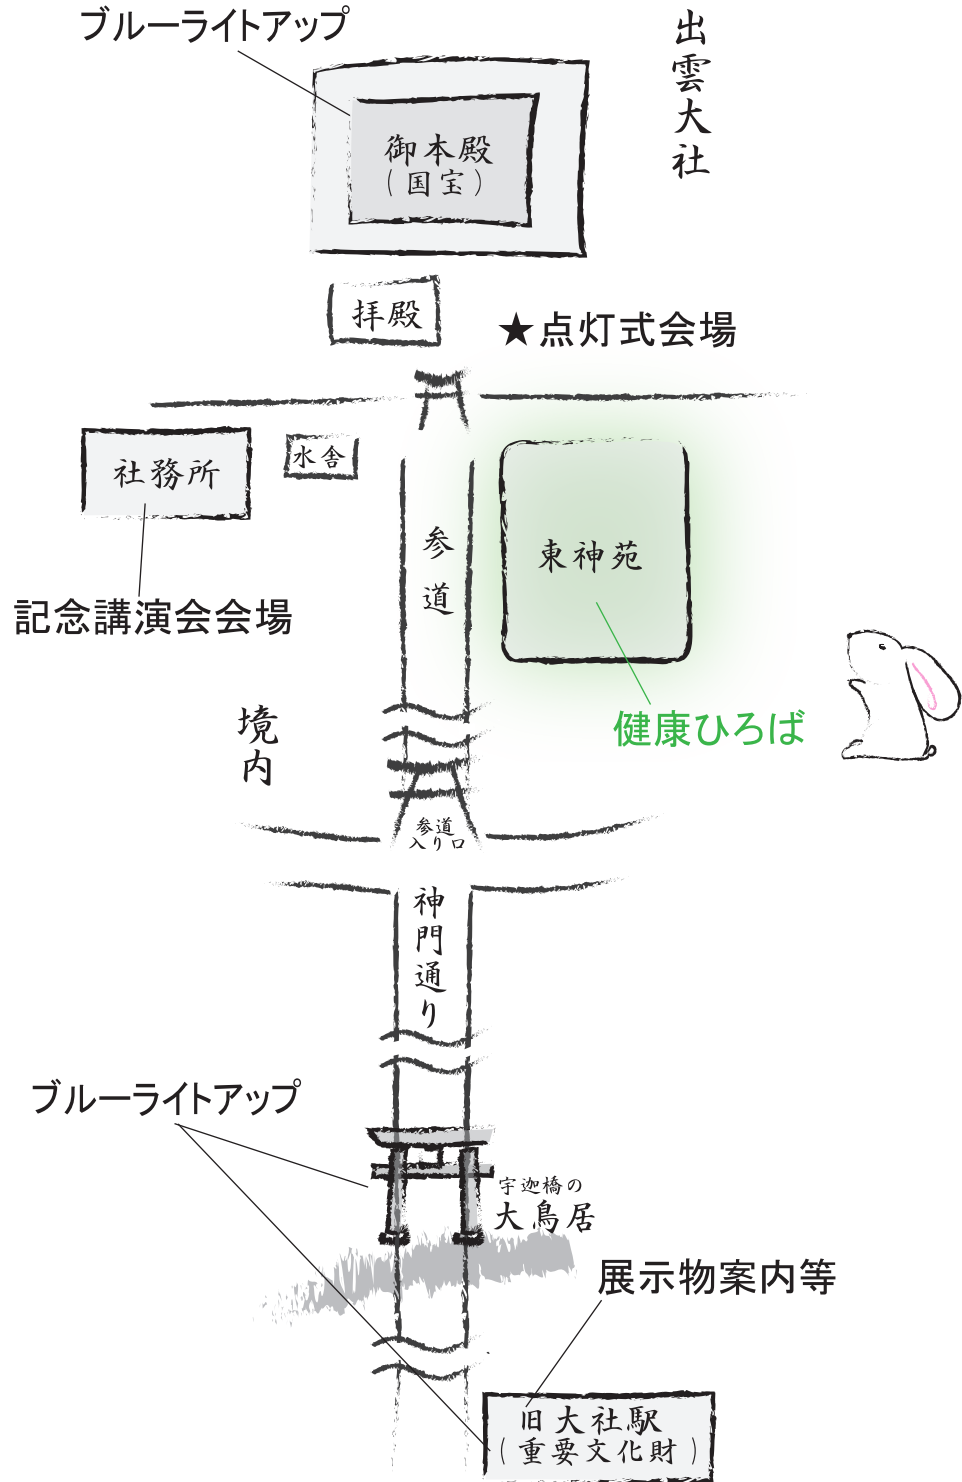 ブルーライトアップ
出雲大社
御本殿
(国宝)
拝殿
★点灯式会場
社務所
水舎
参道
東神苑
記念講演会会場
境内
健康ひろば
参道
入り口
神門通り
ブルーライトアップ
宇迦橋の
大鳥居
展示物案内等
旧大社駅
(重要文化財)